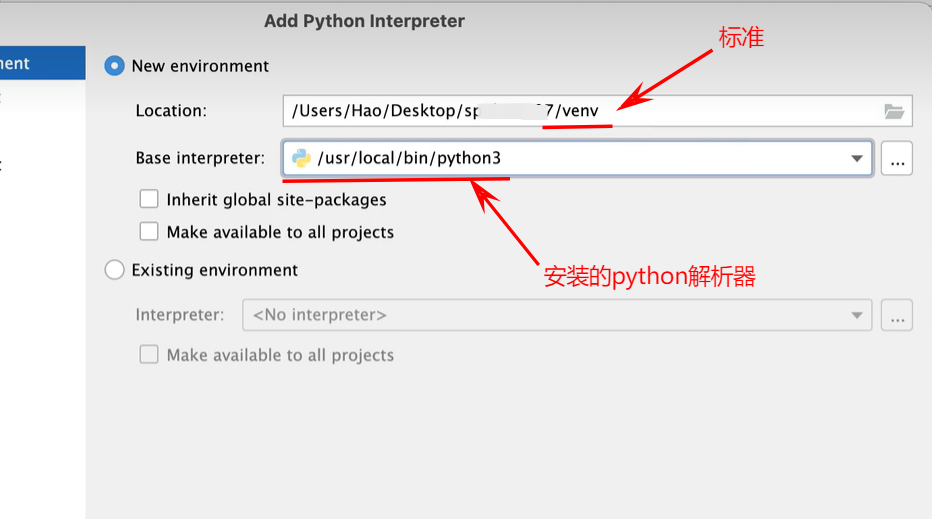 Add Python Interpreter
标准
ent
New environment
Location:
/Users/Hao/Desktop/sp 7/venv
Base interpreter:
/usr/local/bin/python3
...
Inherit global site-packages
Make available to all projects
Existing environment
安装的python解析器
Interpreter:
<No interpreter>
...
Make available to all projects